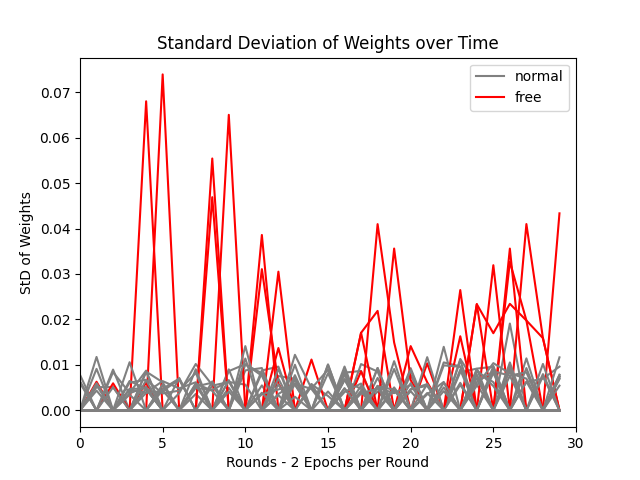 Standard Deviation of Weights over Time
normal
free
StD of Weights
0.07
0.06
0.05
0.04
0.03
0.02
0.01
0.00
0 5 10 15 20 25 30
Rounds - 2 Epochs per Round